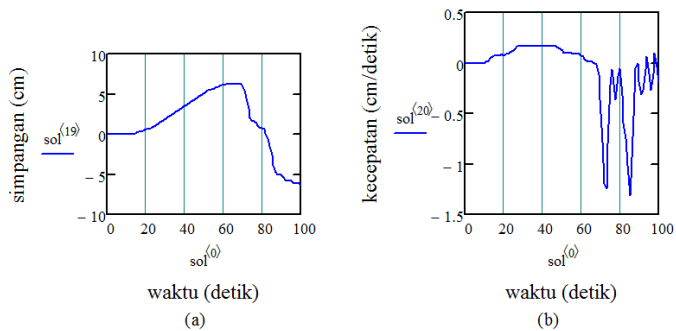 simpangan (cm)
sol⟨19⟩
10
5
0
− 5
− 10
0 20 40 60 80 100
sol⟨0⟩
waktu (detik)
(a)
kecepatan (cm/detik)
sol⟨20⟩
0.5
0
− 0.5
− 1
− 1.5
0 20 40 60 80 100
sol⟨0⟩
waktu (detik)
(b)